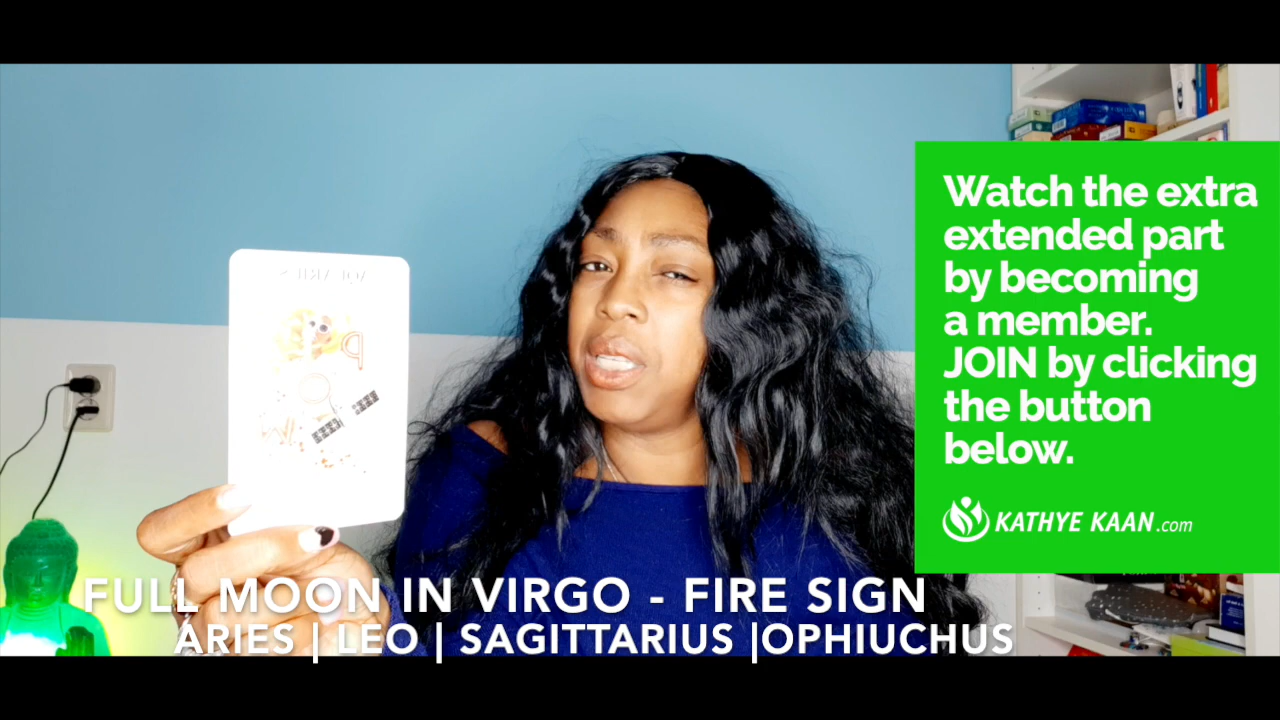 Watch the extra
extended part
by becoming
a member.
JOIN by clicking
the button
below.
KATHYE KAAN.com
FULL MOON IN VIRGO - FIRE SIGN
ARIES | LEO | SAGITTARIUS |OPHIUCHUS